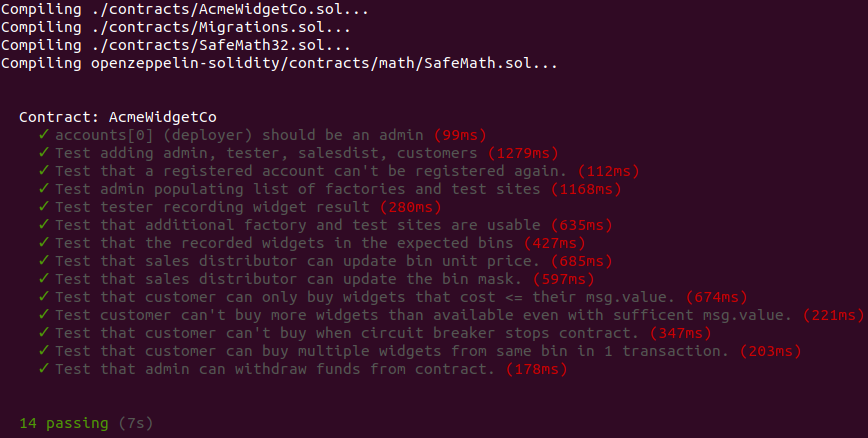 Compiling ./contracts/AcmeWidgetCo.sol...
Compiling ./contracts/Migrations.sol...
Compiling ./contracts/SafeMath32.sol...
Compiling openzeppelin-solidity/contracts/math/SafeMath.sol...
Contract: AcmeWidgetCo
✓ accounts[0] (deployer) should be an admin (99ms)
✓ Test adding admin, tester, salesdist, customers (1279ms)
✓ Test that a registered account can't be registered again. (112ms)
✓ Test admin populating list of factories and test sites (1168ms)
✓ Test tester recording widget result (280ms)
✓ Test that additional factory and test sites are usable (635ms)
✓ Test that the recorded widgets in the expected bins (427ms)
✓ Test that sales distributor can update bin unit price. (685ms)
✓ Test that sales distributor can update the bin mask. (597ms)
✓ Test that customer can only buy widgets that cost <= their msg.value. (674ms)
✓ Test customer can't buy more widgets than available even with sufficent msg.value. (221ms)
✓ Test that customer can't buy when circuit breaker stops contract. (347ms)
✓ Test that customer can buy multiple widgets from same bin in 1 transaction. (203ms)
✓ Test that admin can withdraw funds from contract. (178ms)
14 passing (7s)